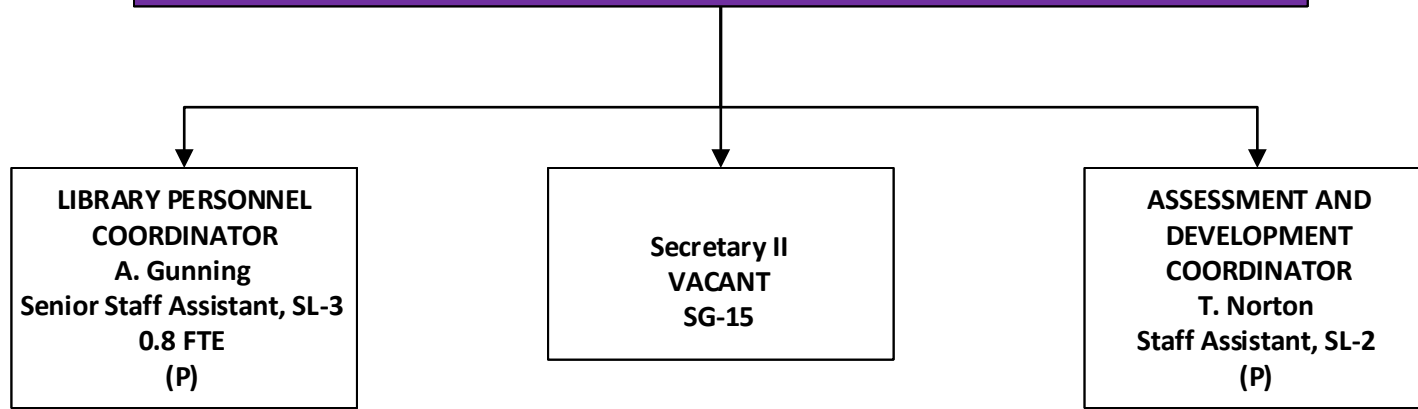 LIBRARY PERSONNEL
COORDINATOR
A. Gunning
Senior Staff Assistant, SL-3
0.8 FTE
(P)
Secretary II
VACANT
SG-15
ASSESSMENT AND
DEVELOPMENT
COORDINATOR
T. Norton
Staff Assistant, SL-2
(P)